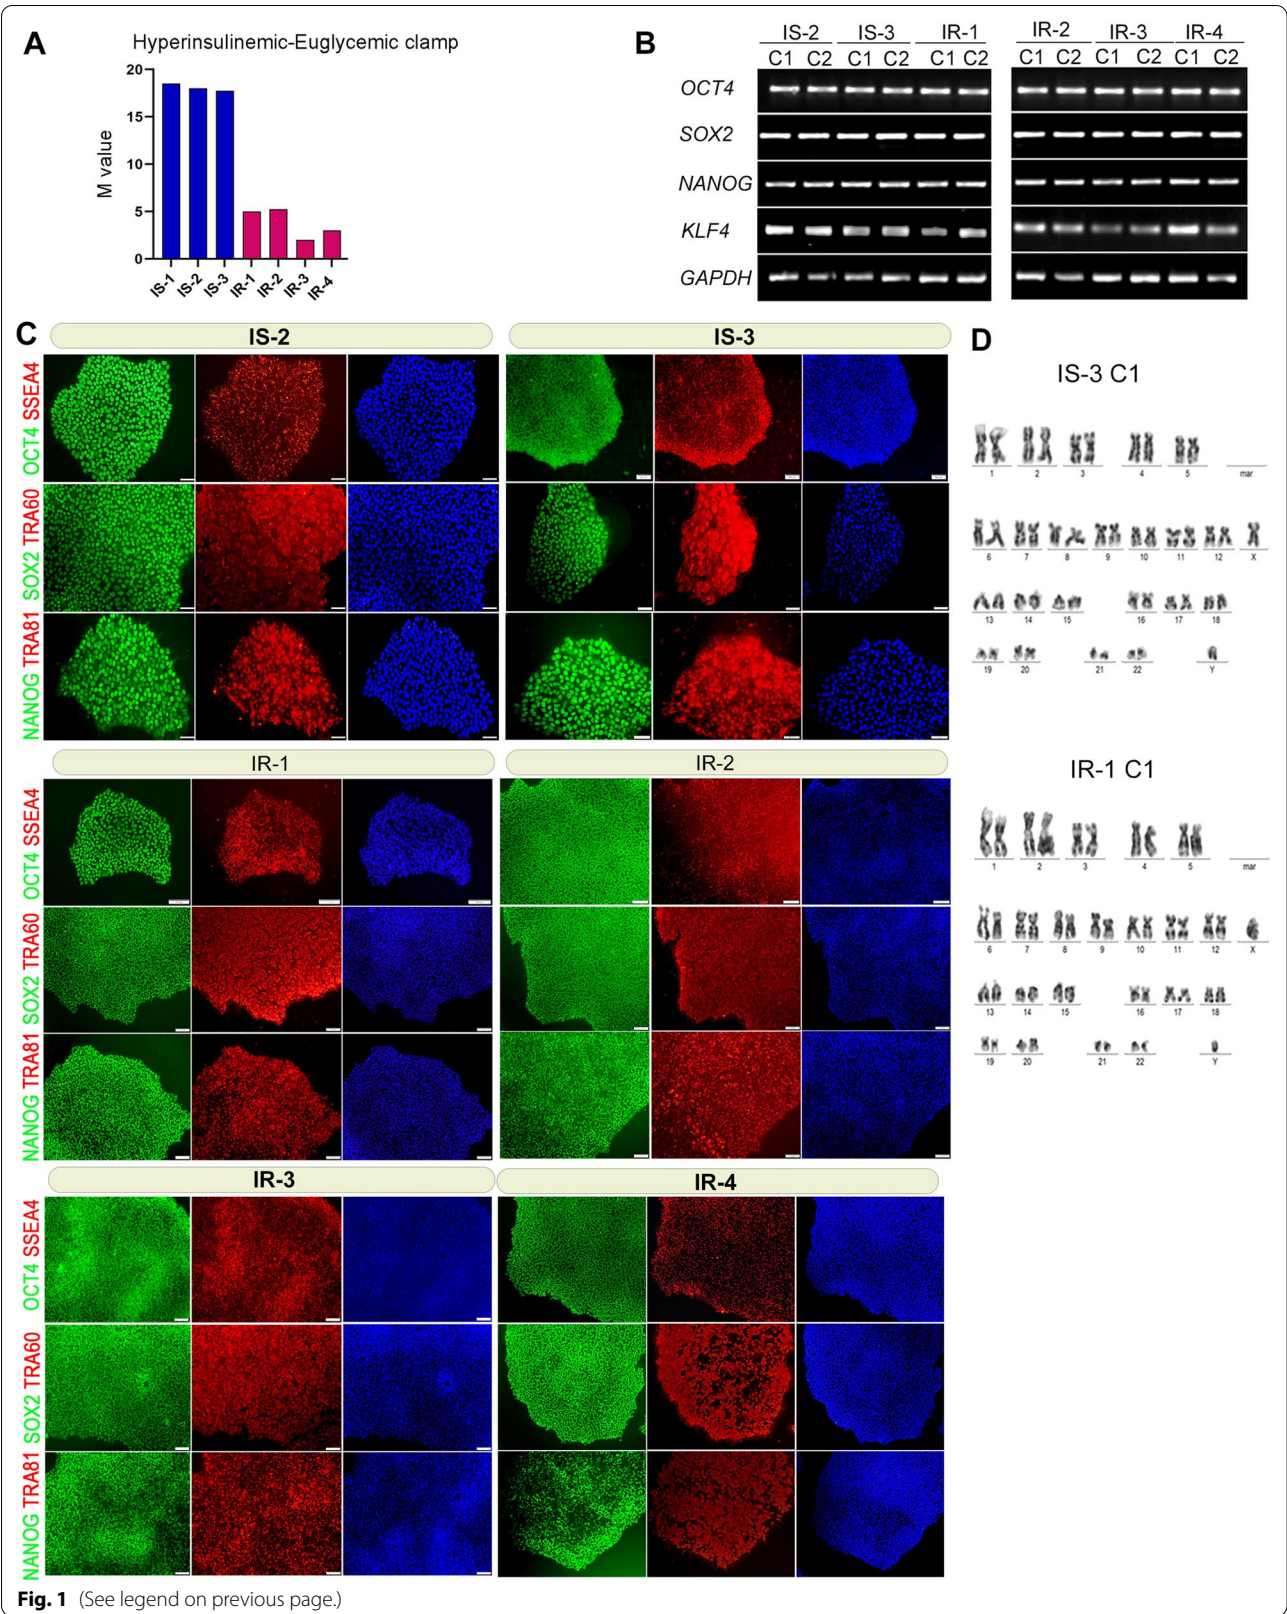 A
Hyperinsulinemic-Euglycemic clamp
M value
20
15
10
5
0
IS-1 IS-2 IS-3 IR-1 IR-2 IR-3 IR-4
B
IS-2 IS-3 IR-1 IR-2 IR-3 IR-4
C1 C2 C1 C2 C1 C2 C1 C2 C1 C2 C1 C2
OCT4
SOX2
NANOG
KLF4
GAPDH
C
IS-2 IS-3
OCT4 SSEA4
SOX2 TRA60
NANOG TRA81
IR-1 IR-2
OCT4 SSEA4
SOX2 TRA60
NANOG TRA81
IR-3 IR-4
OCT4 SSEA4
SOX2 TRA60
NANOG TRA81
D
IS-3 C1
1 2 3 4 5 mar
6 7 8 9 10 11 12 X
13 14 15 16 17 18
19 20 21 22 Y
IR-1 C1
1 2 3 4 5 mar
6 7 8 9 10 11 12 X
13 14 15 16 17 18
19 20 21 22 Y
Fig. 1 (See legend on previous page.)